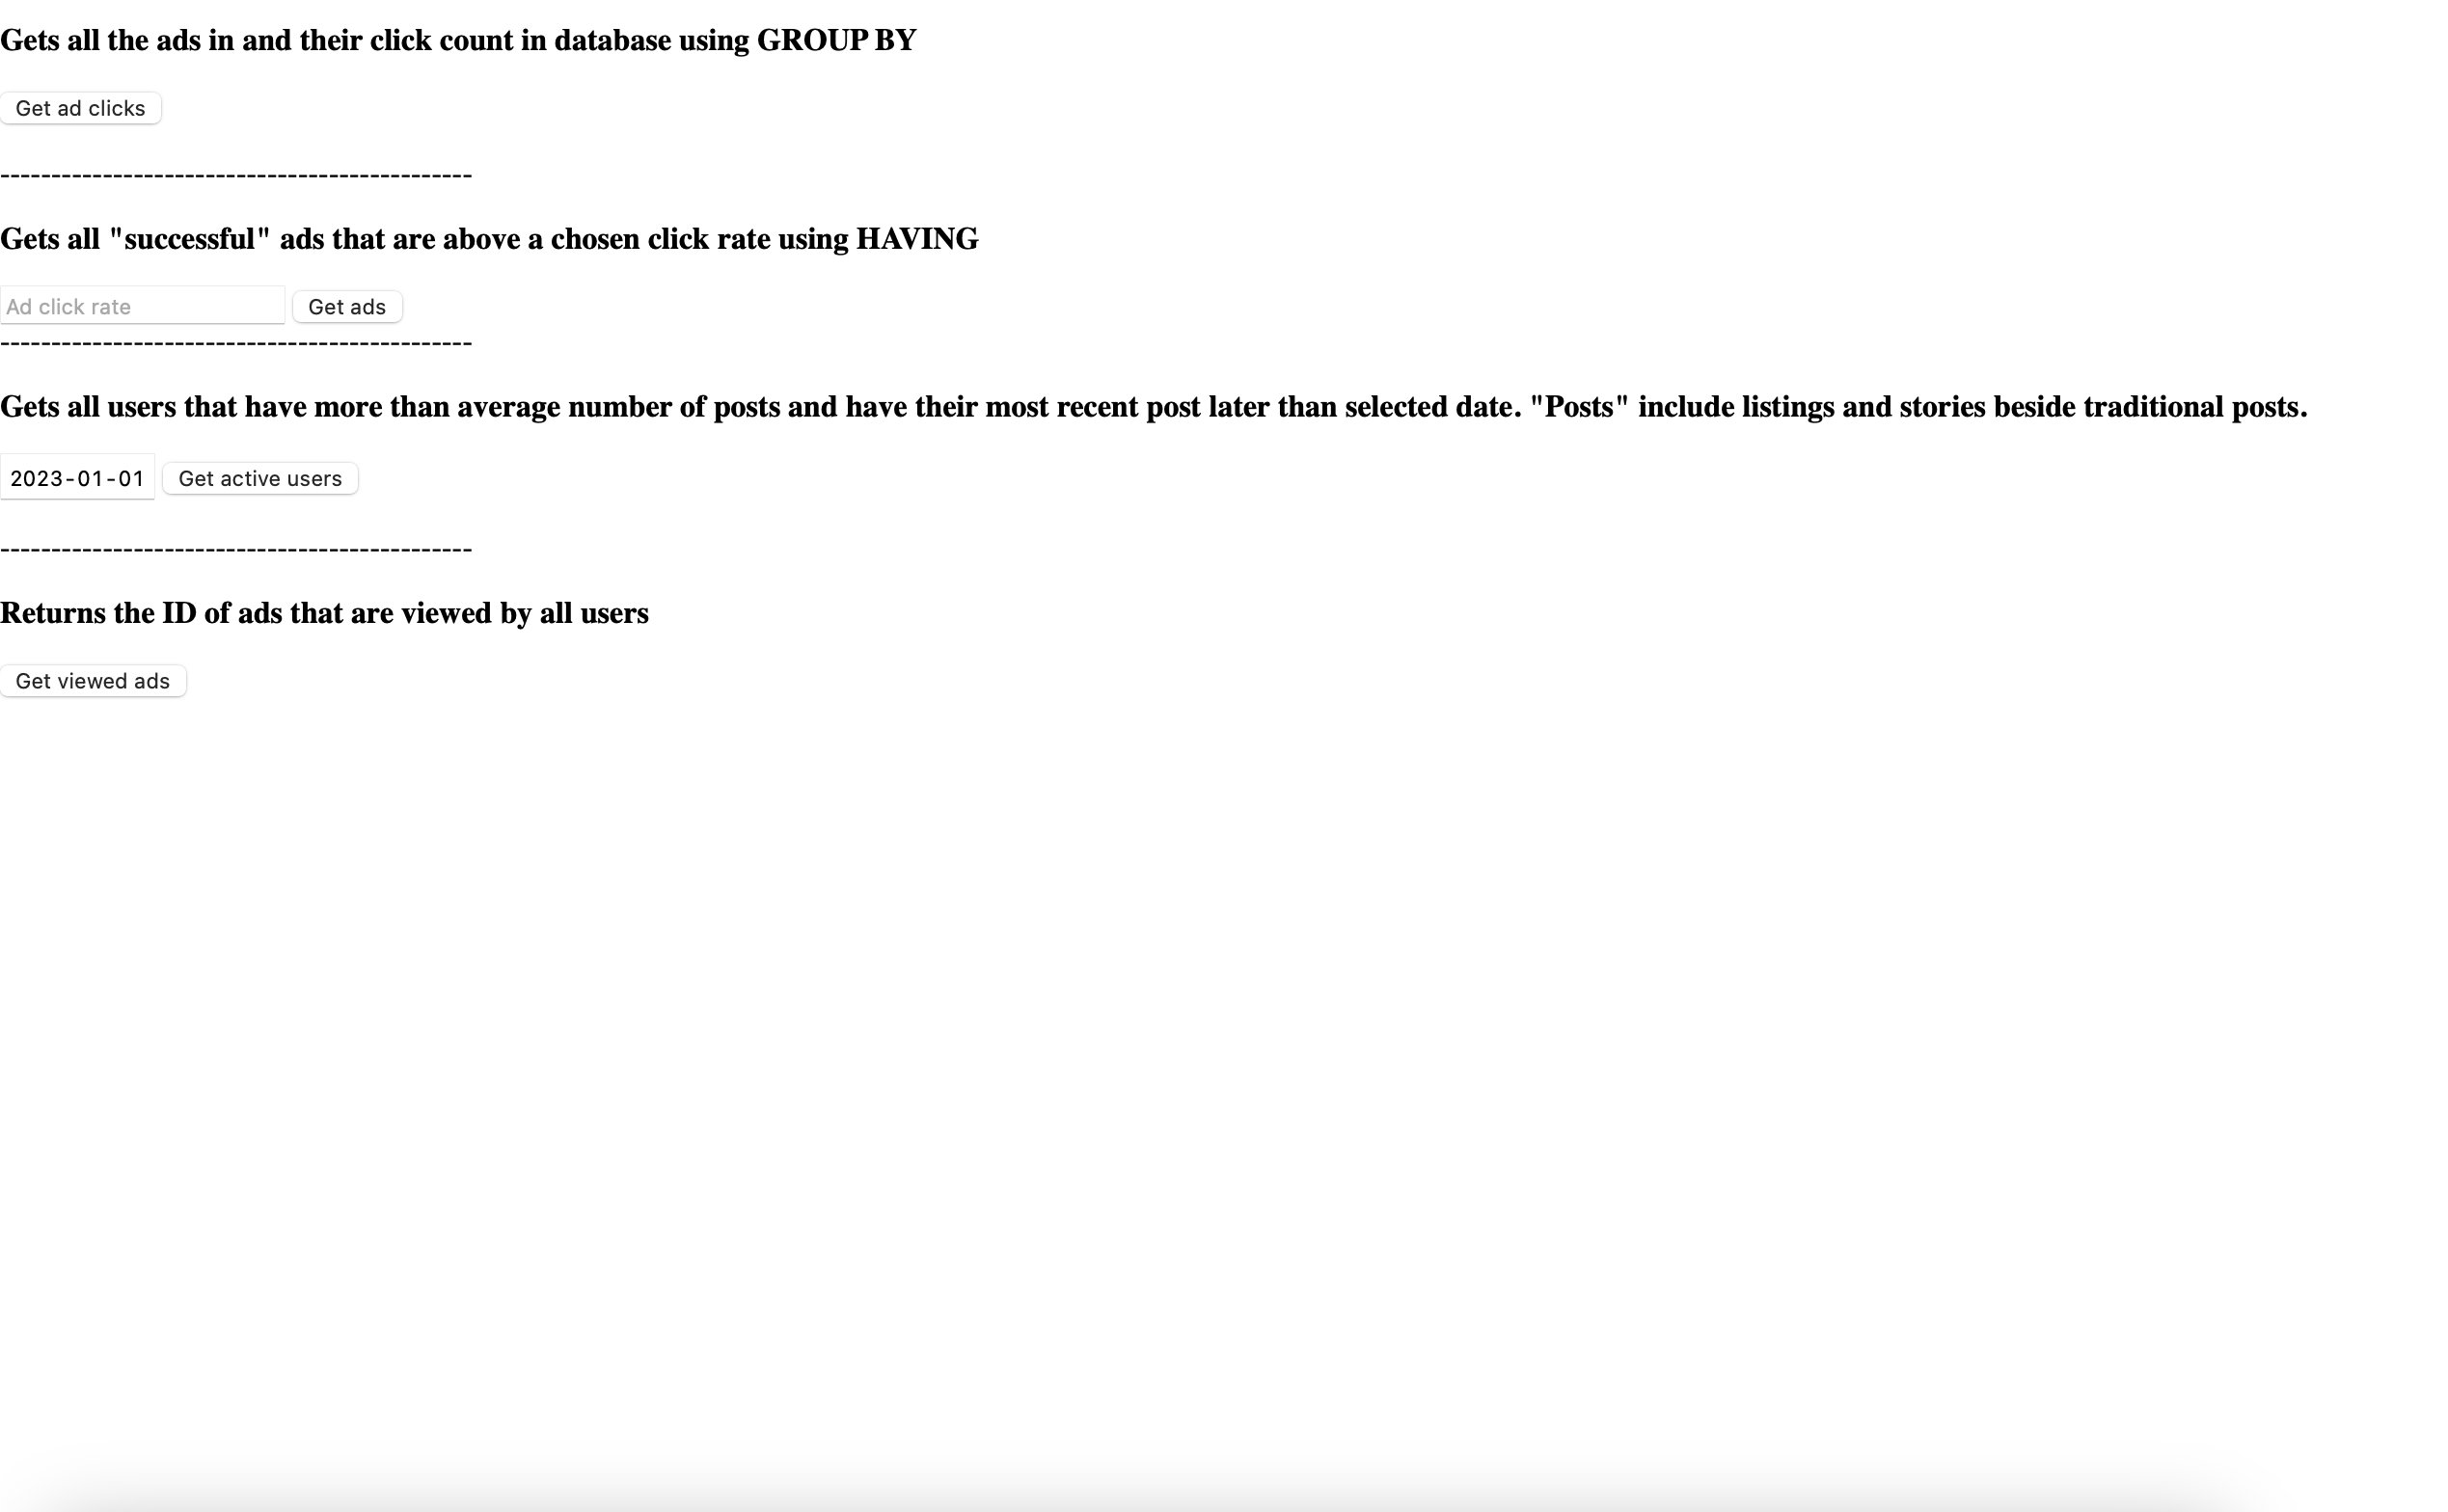 Gets all the ads in and their click count in database using GROUP BY
Get ad clicks
----------------------------------------------
Gets all "successful" ads that are above a chosen click rate using HAVING
Ad click rate Get ads
----------------------------------------------
Gets all users that have more than average number of posts and have their most recent post later than selected date. "Posts" include listings and stories beside traditional posts.
2023-01-01 Get active users
----------------------------------------------
Returns the ID of ads that are viewed by all users
Get viewed ads